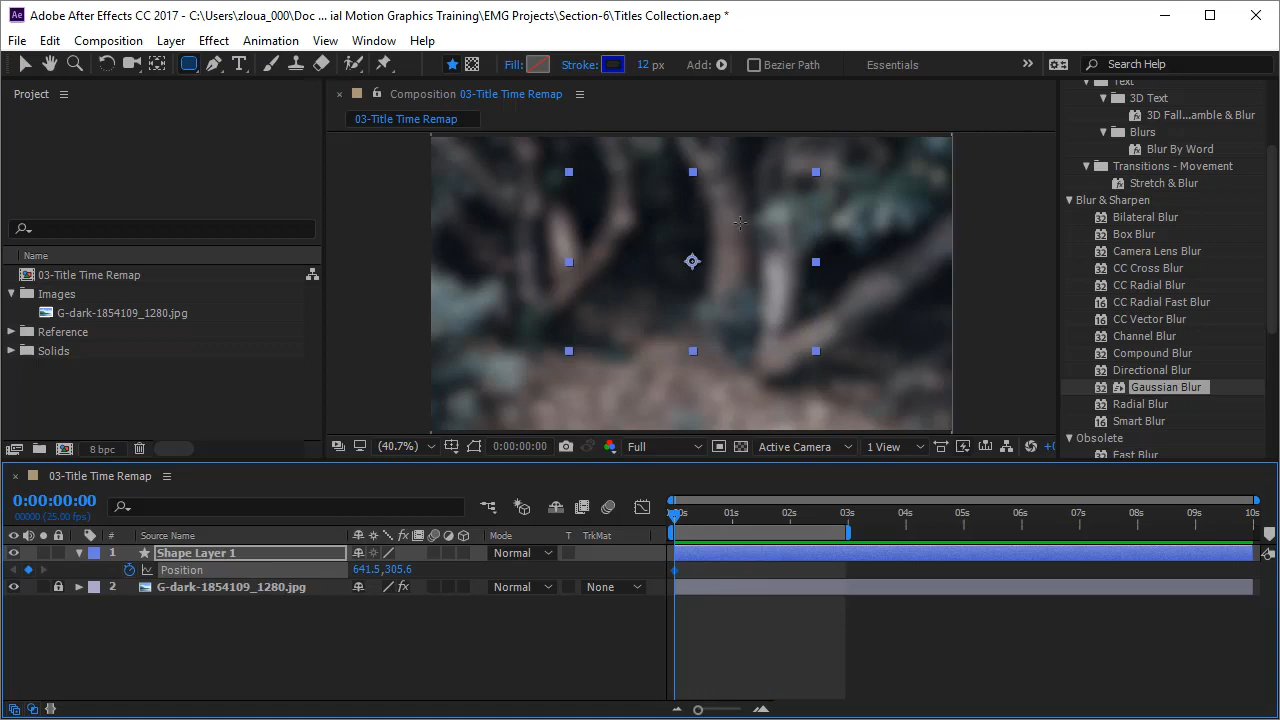 Adobe After Effects CC 2017 - C:\Users\zloua_000\Doc ... ial Motion Graphics Training\EMG Projects\Section-6\Titles Collection.aep *
File Edit Composition Layer Effect Animation View Window Help
Fill: Stroke: 12 px Add: Bezier Path Essentials Search Help
Project
Composition 03-Title Time Remap
03-Title Time Remap
Name
03-Title Time Remap
Images
G-dark-1854109_1280.jpg
Reference
Solids
8 bpc
(40.7%) 0:00:00:00 Full Active Camera 1 View
Text
3D Text
3D Fall...amble & Blur
Blurs
Blur By Word
Transitions - Movement
Stretch & Blur
Blur & Sharpen
Bilateral Blur
Box Blur
Camera Lens Blur
CC Cross Blur
CC Radial Blur
CC Radial Fast Blur
CC Vector Blur
Channel Blur
Compound Blur
Directional Blur
Gaussian Blur
Radial Blur
Smart Blur
Obsolete
Fast Blur
03-Title Time Remap
0:00:00:00
00000 (25.00 fps)
01s 02s 03s 04s 05s 06s 07s 08s 09s 10s
# Source Name Mode T TrkMat
1 Shape Layer 1 Normal
Position 641.5,305.6
2 G-dark-1854109_1280.jpg Normal None